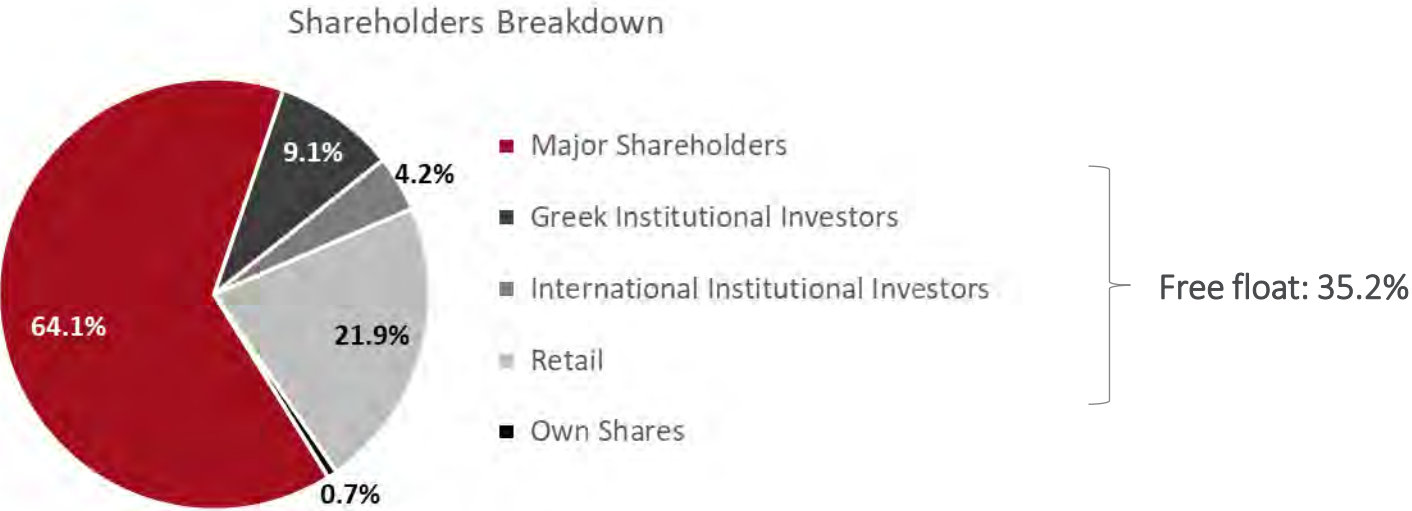 Shareholders Breakdown
9.1%
4.2%
64.1%
21.9%
0.7%
Major Shareholders
Greek Institutional Investors
International Institutional Investors
Retail
Own Shares
Free float: 35.2%